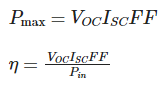 P_max = V_OC I_SC FF
η = V_OC I_SC FF / P_in